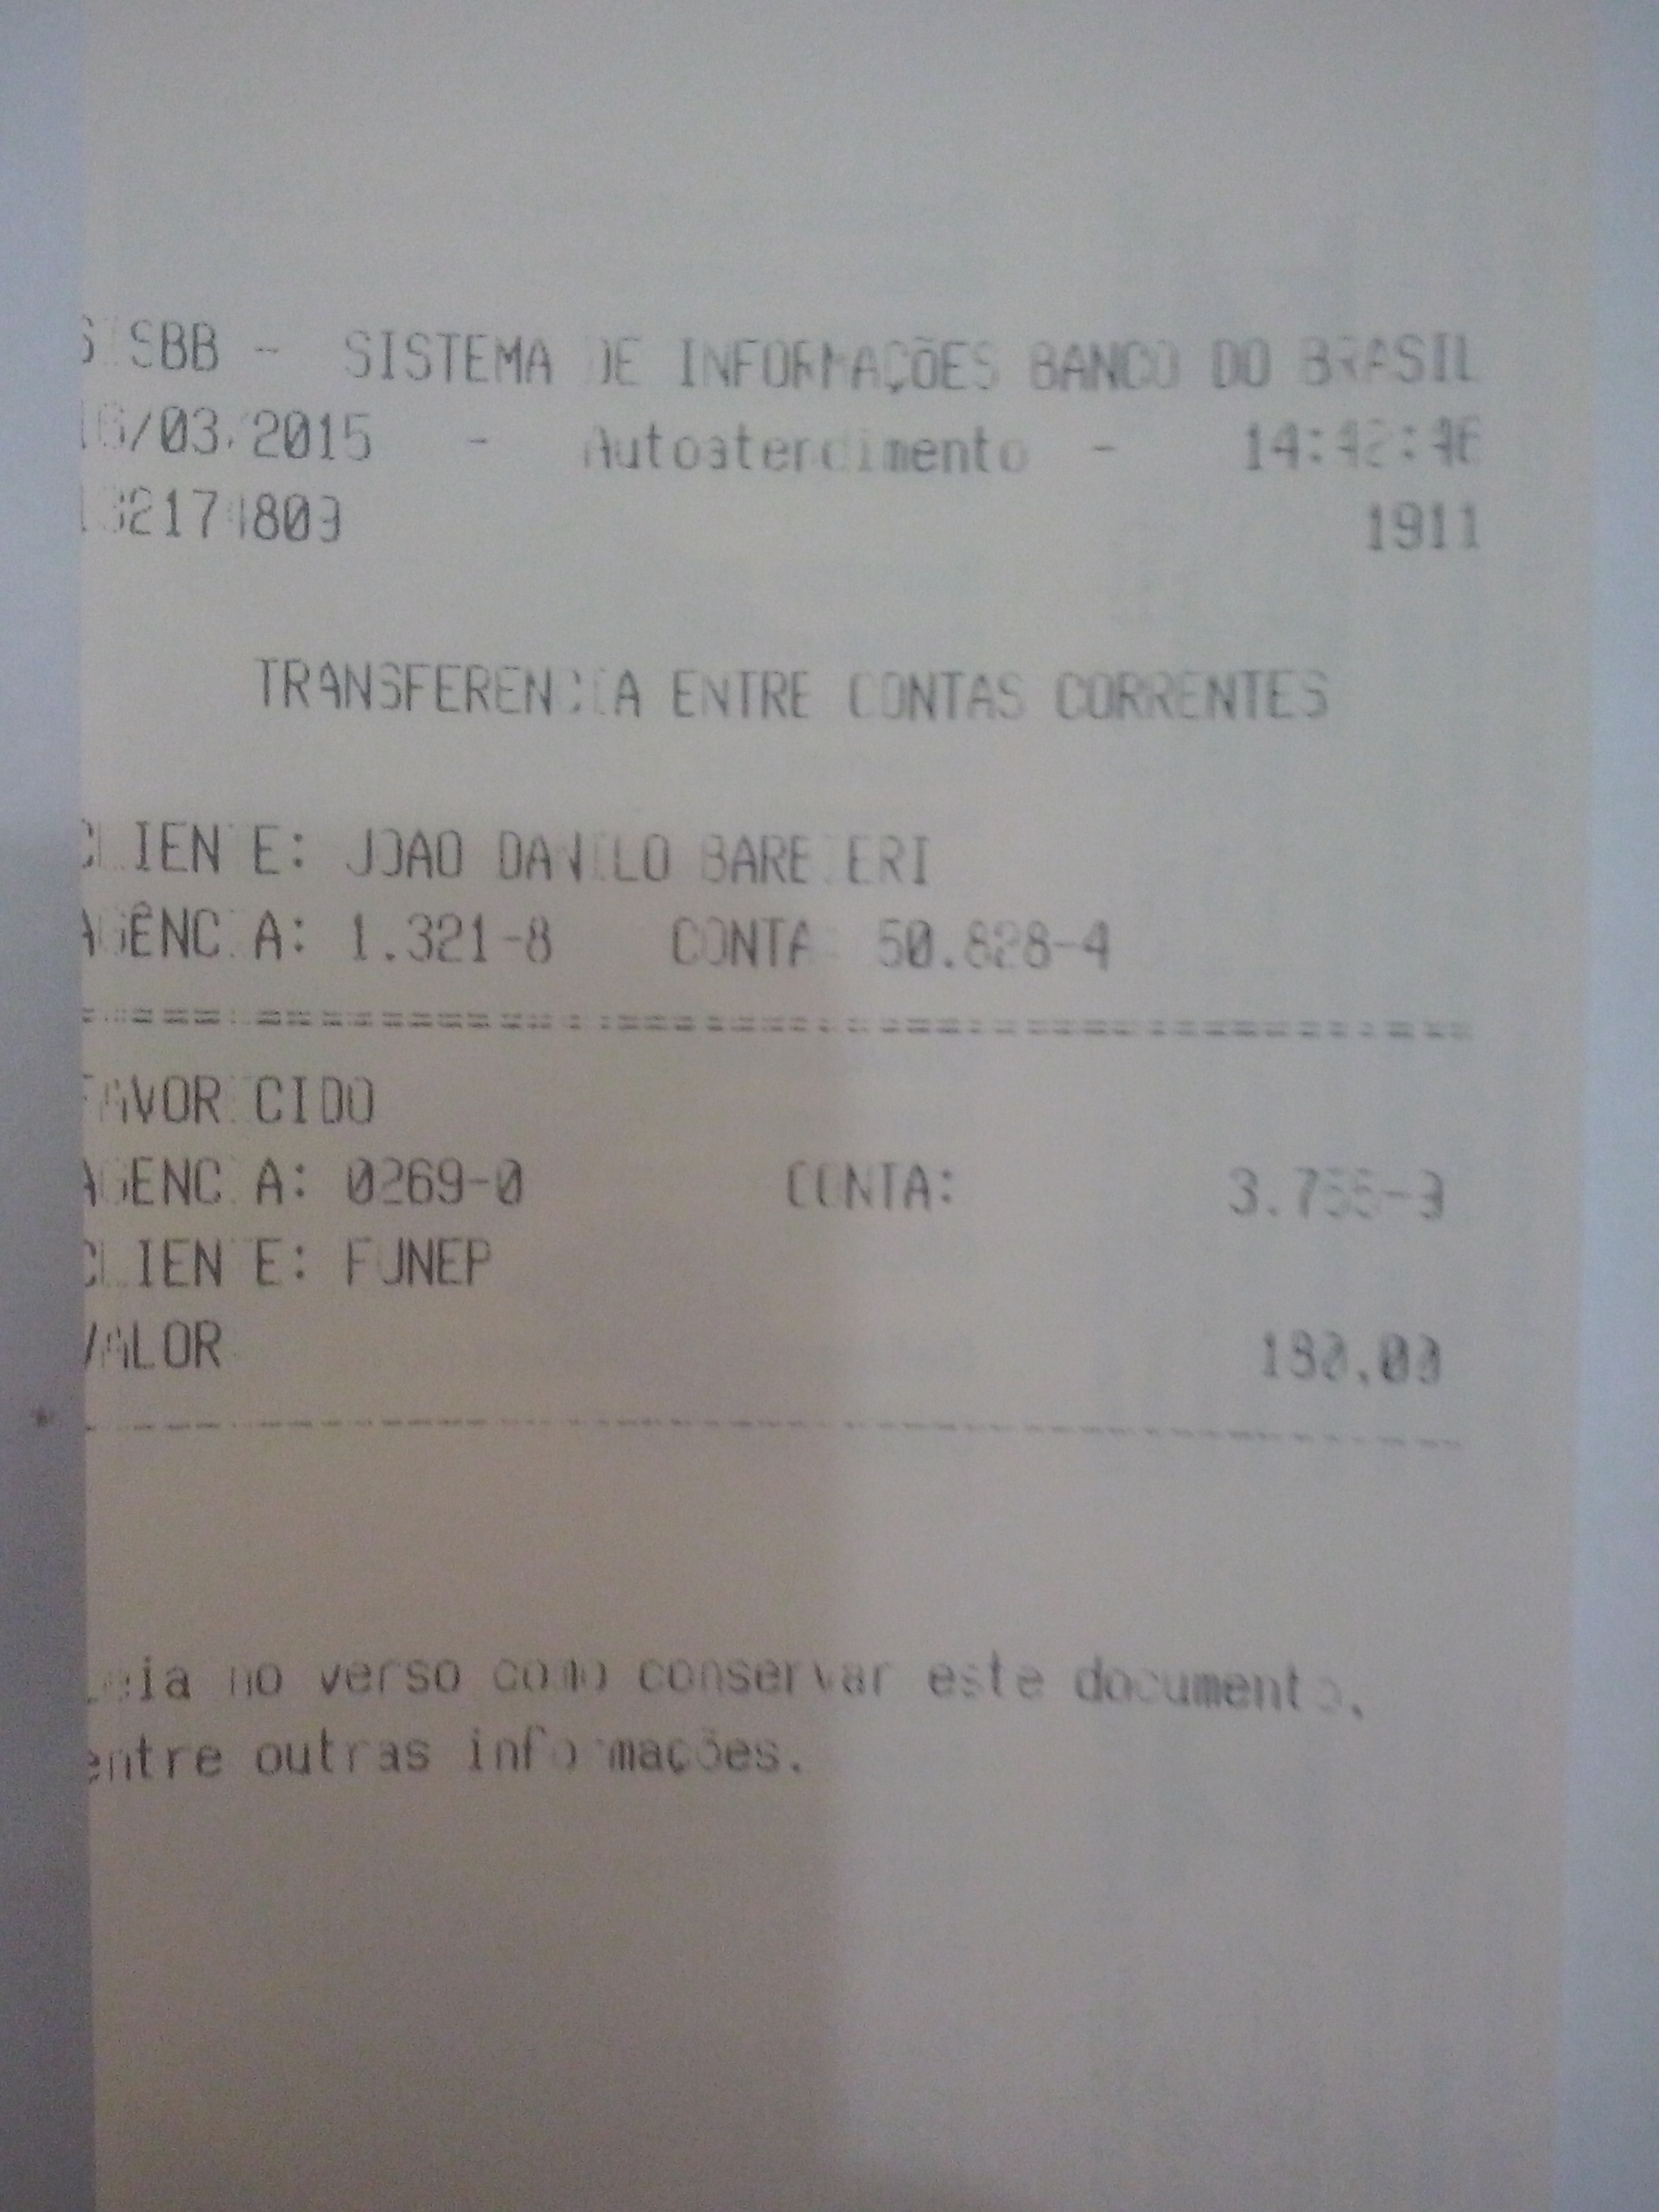 SISBB - SISTEMA DE INFORMAÇÕES BANCO DO BRASIL
16/03/2015 - Autoatendimento - 14:42:46
132174809 1911
TRANSFERENCIA ENTRE CONTAS CORRENTES
CLIENTE: JOAO DANILO BARBIERI
AGÊNCIA: 1.321-8 CONTA: 50.828-4
FAVORECIDO
AGENCIA: 0269-0 CONTA:
CLIENTE: FUNEP
VALOR
Leia no verso como conservar este documento,
entre outras informações.